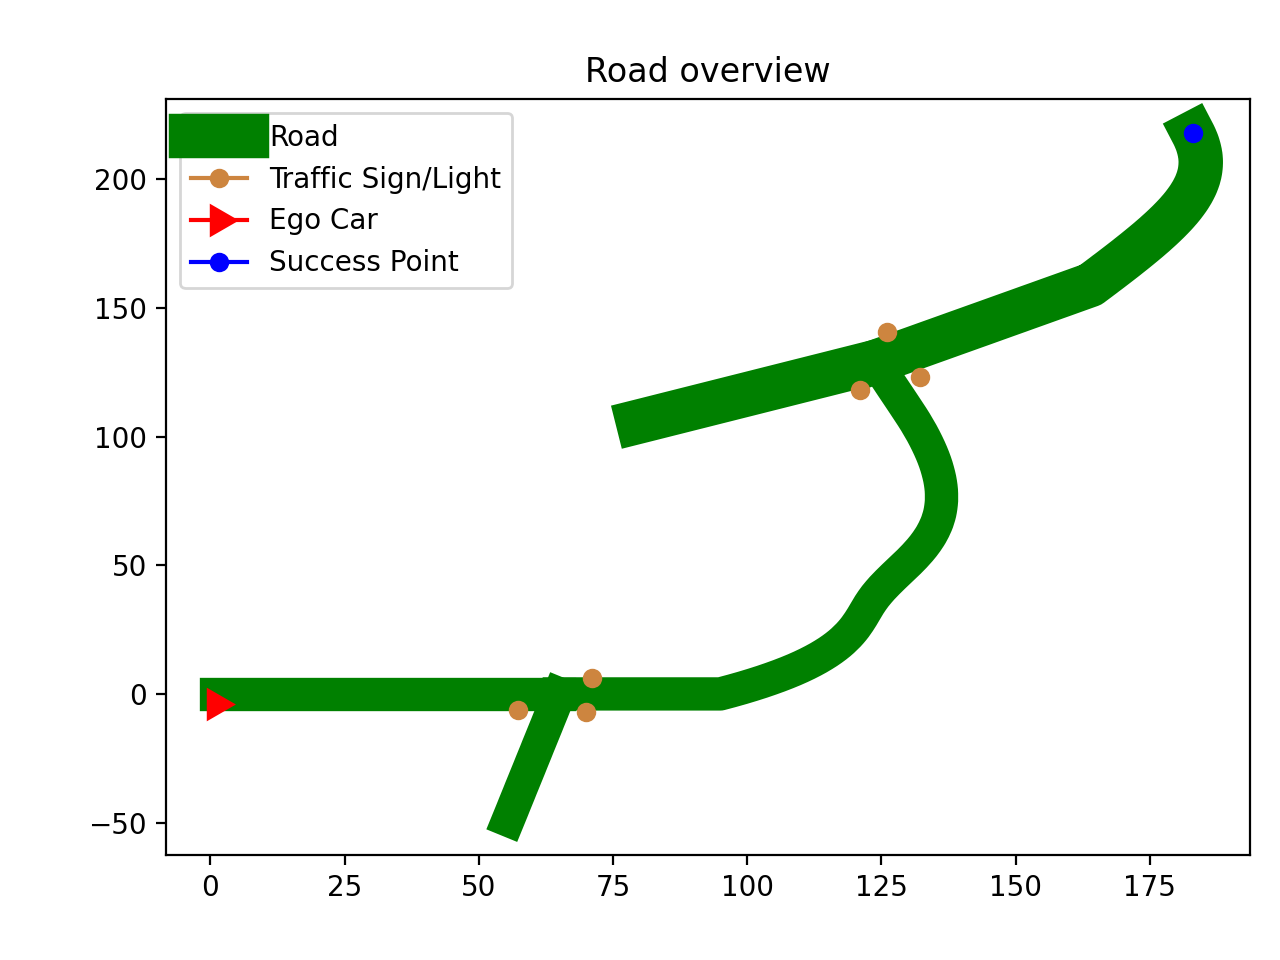 Road overview
Road
Traffic Sign/Light
Ego Car
Success Point
200
150
100
50
0
−50
0 25 50 75 100 125 150 175